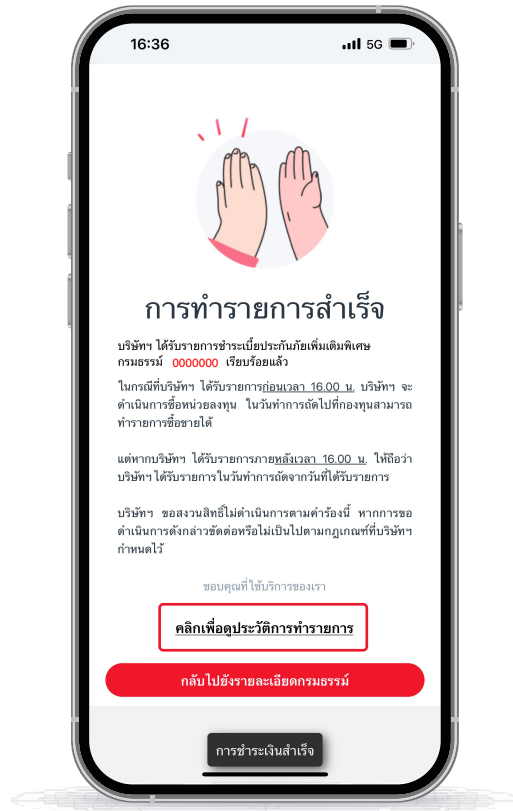 16:36
5G
การทำรายการสำเร็จ
บริษัทฯ ได้รับรายการชำระเบี้ยประกันภัยเพิ่มเติมพิเศษ
กรมธรรม์ 0000000 เรียบร้อยแล้ว
ในกรณีที่บริษัทฯ ได้รับรายการก่อนเวลา 16.00 น. บริษัทฯ จะ
ดำเนินการซื้อหน่วยลงทุน ในวันทำการถัดไปที่กองทุนสามารถ
ทำรายการซื้อขายได้
แต่หากบริษัทฯ ได้รับรายการภายหลังเวลา 16.00 น. ให้ถือว่า
บริษัทฯ ได้รับรายการในวันทำการถัดจากวันที่ได้รับรายการ
บริษัทฯ ขอสงวนสิทธิ์ไม่ดำเนินการตามคำร้องนี้ หากการขอ
ดำเนินการดังกล่าวขัดต่อหรือไม่เป็นไปตามกฎเกณฑ์ที่บริษัทฯ
กำหนดไว้
ขอบคุณที่ใช้บริการของเรา
คลิกเพื่อดูประวัติการทำรายการ
กลับไปยังรายละเอียดกรมธรรม์
การชำระเงินสำเร็จ